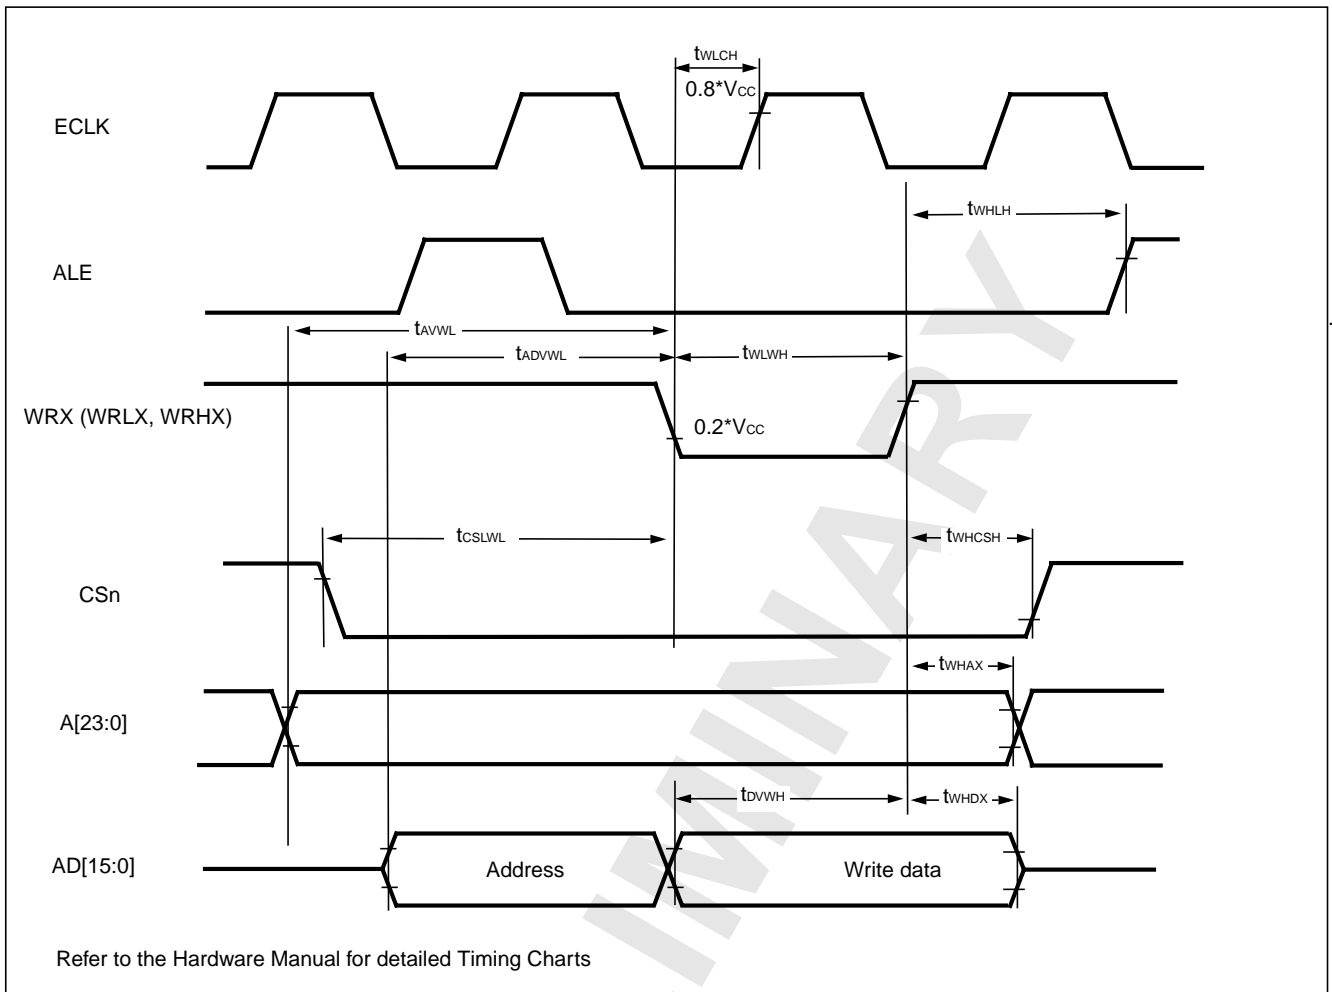 tWLCH
0.8*VCC
ECLK
tWHLH
ALE
tAVWL
tADVWL
tWLWH
WRX (WRLX, WRHX)
0.2*VCC
tCSLWL
tWHCSH
CSn
tWHAX
A[23:0]
tDVWH
tWHDX
AD[15:0]
Address
Write data
Refer to the Hardware Manual for detailed Timing Charts
IMINARY